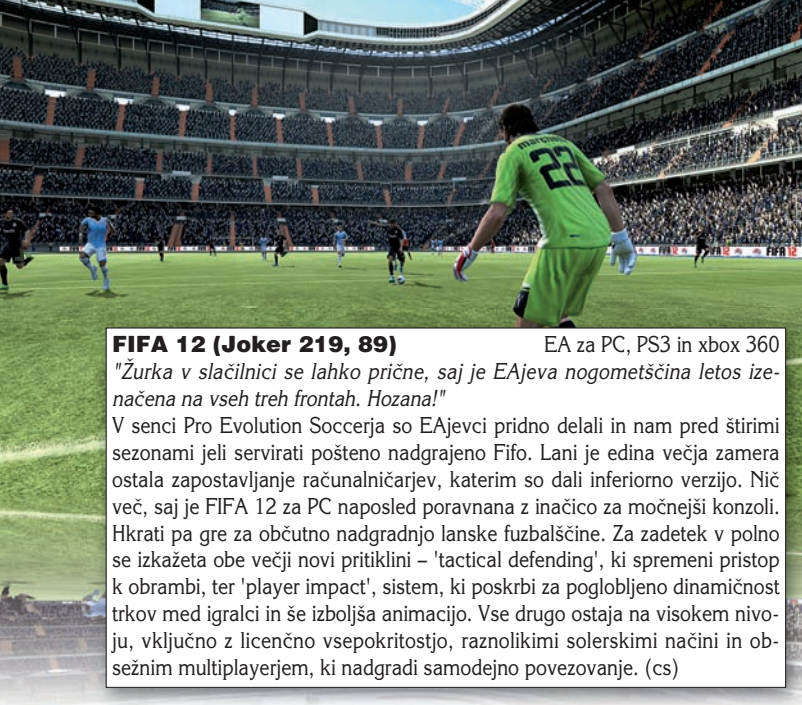 marchetti
22
FIFA 12
FIFA 12
FIFA 12 (Joker 219, 89) EA za PC, PS3 in xbox 360
"Žurka v slačilnici se lahko prične, saj je EAjeva nogometščina letos ize-
načena na vseh treh frontah. Hozana!"
V senci Pro Evolution Soccerja so EAjevci pridno delali in nam pred štirimi
sezonami jeli servirati pošteno nadgrajeno Fifo. Lani je edina večja zamera
ostala zapostavljanje računalničarjev, katerim so dali inferiorno verzijo. Nič
več, saj je FIFA 12 za PC naposled poravnana z inačico za močnejši konzoli.
Hkrati pa gre za občutno nadgradnjo lanske fuzbalščine. Za zadetek v polno
se izkažeta obe večji novi pritiklini – 'tactical defending', ki spremeni pristop
k obrambi, ter 'player impact', sistem, ki poskrbi za poglobljeno dinamičnost
trkov med igralci in še izboljša animacijo. Vse drugo ostaja na visokem nivo-
ju, vključno z licenčno vsepokritostjo, raznolikimi solerskimi načini in ob-
sežnim multiplayerjem, ki nadgradi samodejno povezovanje. (cs)